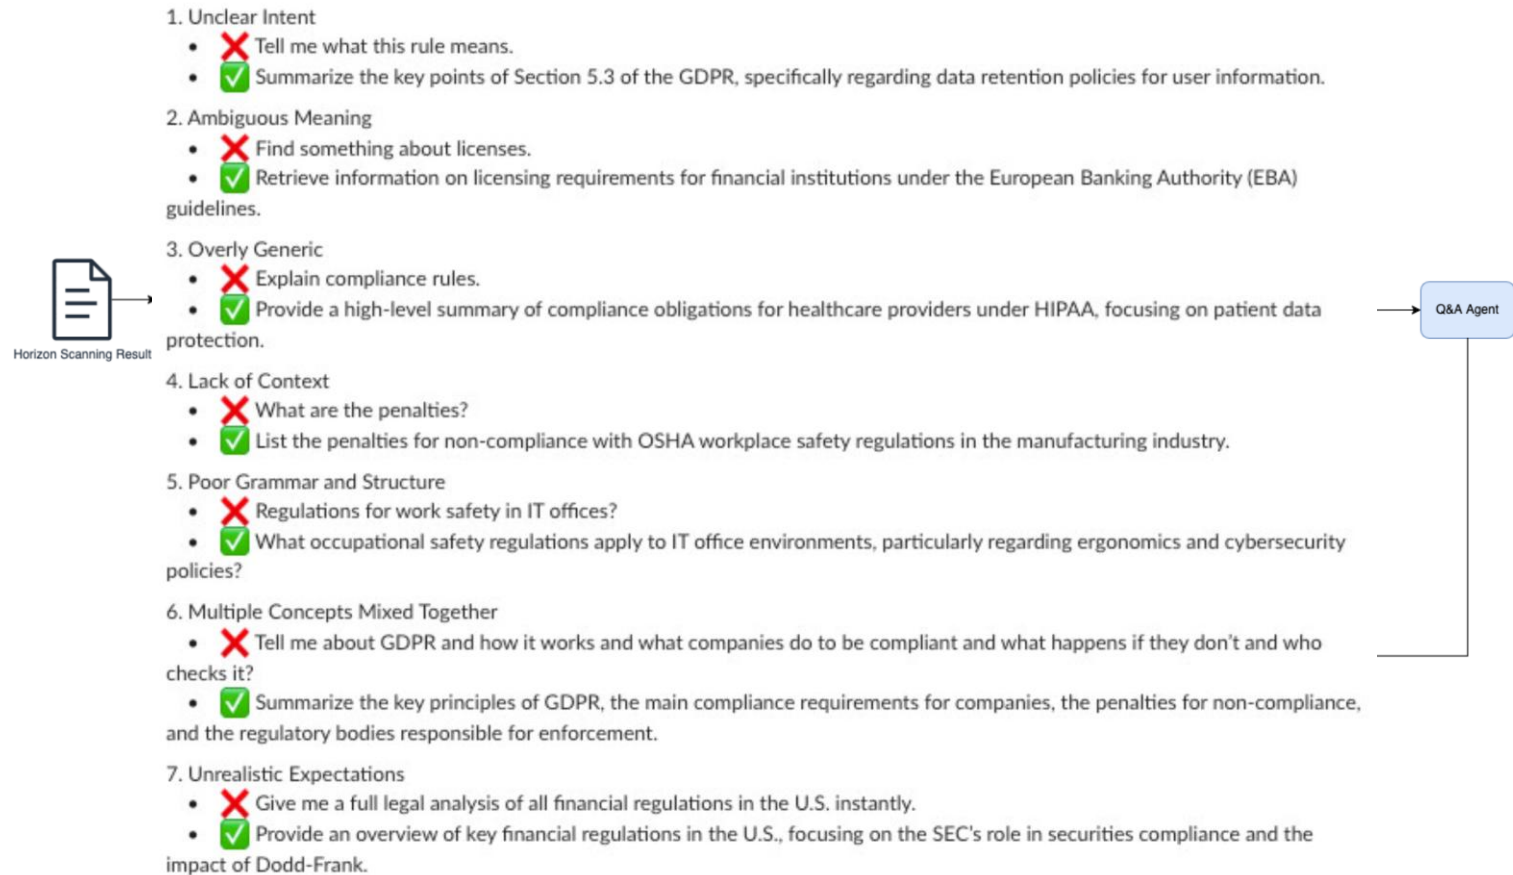 1. Unclear Intent
• ❌ Tell me what this rule means.
• ✅ Summarize the key points of Section 5.3 of the GDPR, specifically regarding data retention policies for user information.
2. Ambiguous Meaning
• ❌ Find something about licenses.
• ✅ Retrieve information on licensing requirements for financial institutions under the European Banking Authority (EBA)
guidelines.
3. Overly Generic
• ❌ Explain compliance rules.
• ✅ Provide a high-level summary of compliance obligations for healthcare providers under HIPAA, focusing on patient data
protection.
Horizon Scanning Result
Q&A Agent
4. Lack of Context
• ❌ What are the penalties?
• ✅ List the penalties for non-compliance with OSHA workplace safety regulations in the manufacturing industry.
5. Poor Grammar and Structure
• ❌ Regulations for work safety in IT offices?
• ✅ What occupational safety regulations apply to IT office environments, particularly regarding ergonomics and cybersecurity
policies?
6. Multiple Concepts Mixed Together
• ❌ Tell me about GDPR and how it works and what companies do to be compliant and what happens if they don't and who
checks it?
• ✅ Summarize the key principles of GDPR, the main compliance requirements for companies, the penalties for non-compliance,
and the regulatory bodies responsible for enforcement.
7. Unrealistic Expectations
• ❌ Give me a full legal analysis of all financial regulations in the U.S. instantly.
• ✅ Provide an overview of key financial regulations in the U.S., focusing on the SEC's role in securities compliance and the
impact of Dodd-Frank.